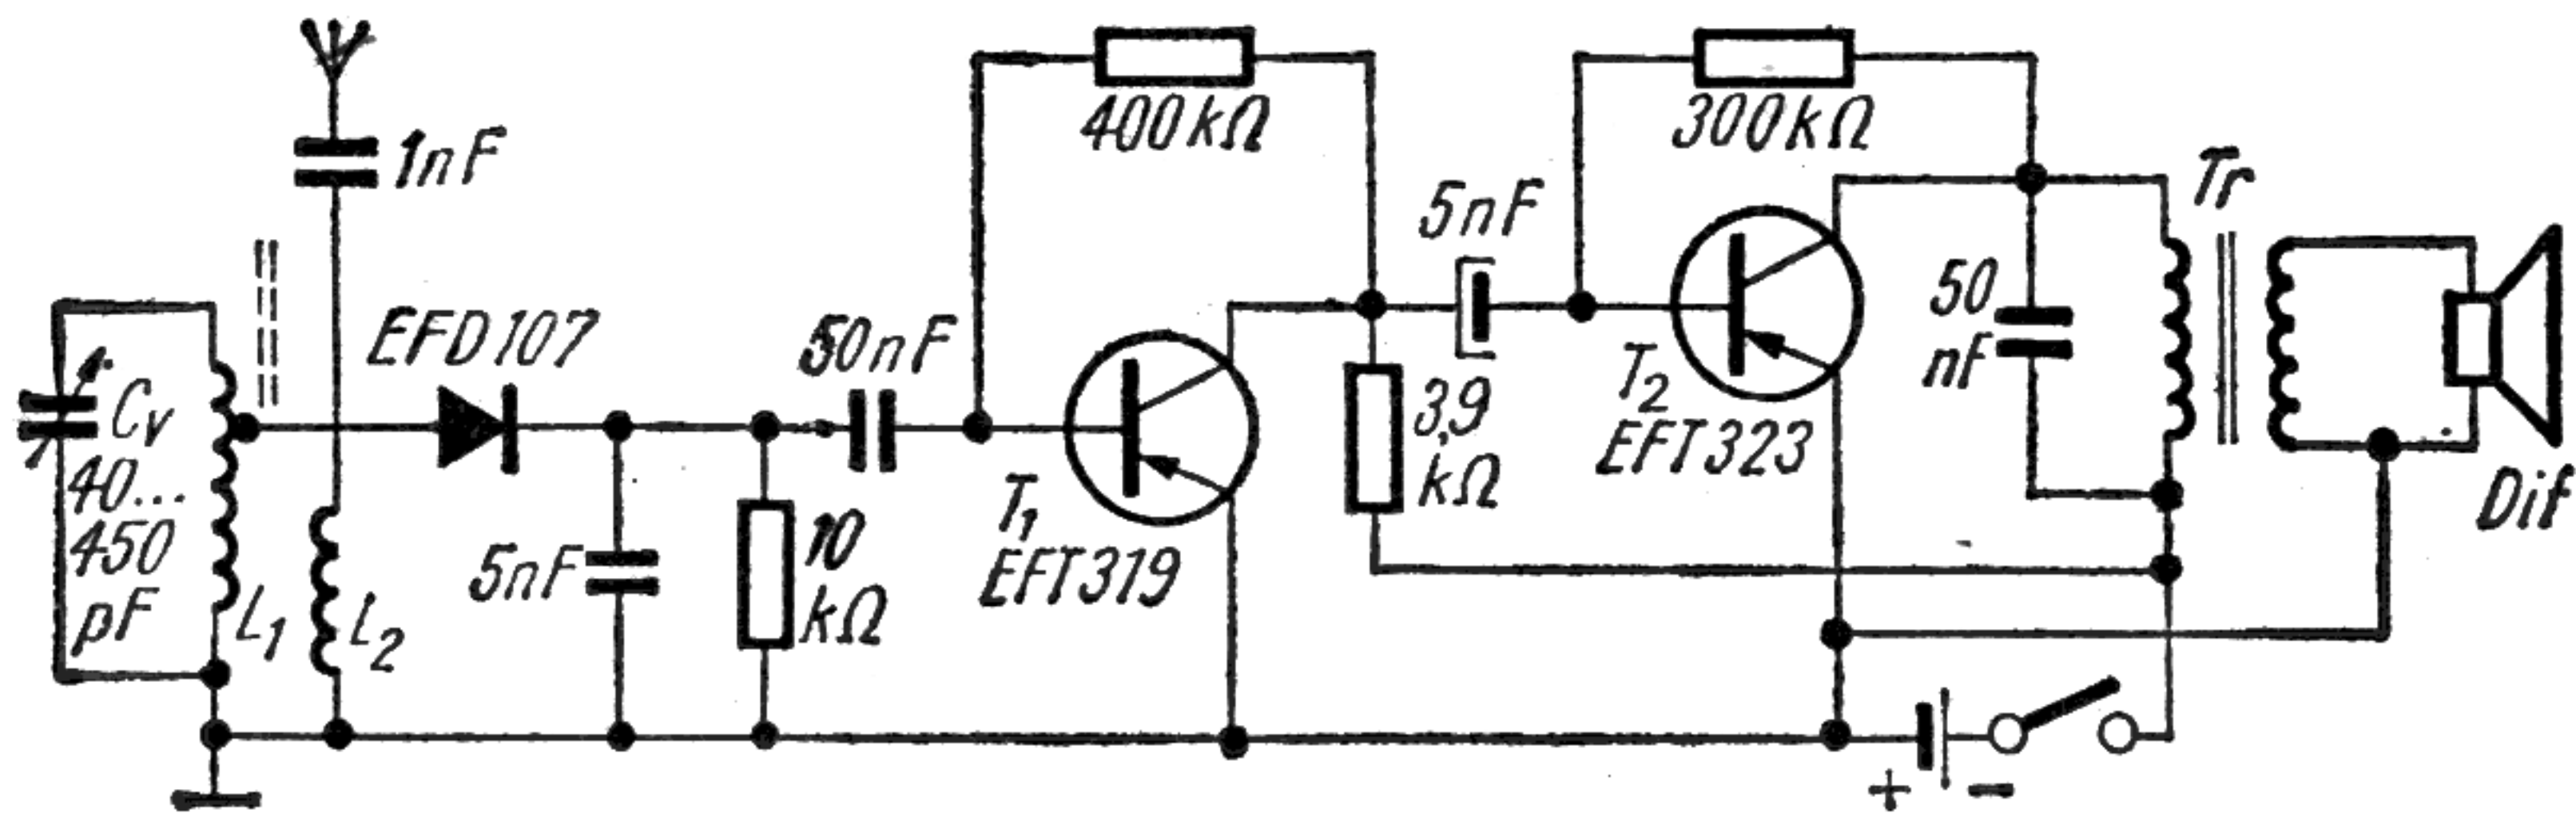 1nF
400kΩ
300kΩ
Tr
5nF
EFD107
50nF
50
nF
Cv
40...
450
pF
T2
EFT323
3,9
kΩ
T1
EFT319
5nF
10
kΩ
L1
L2
Dif
+
-